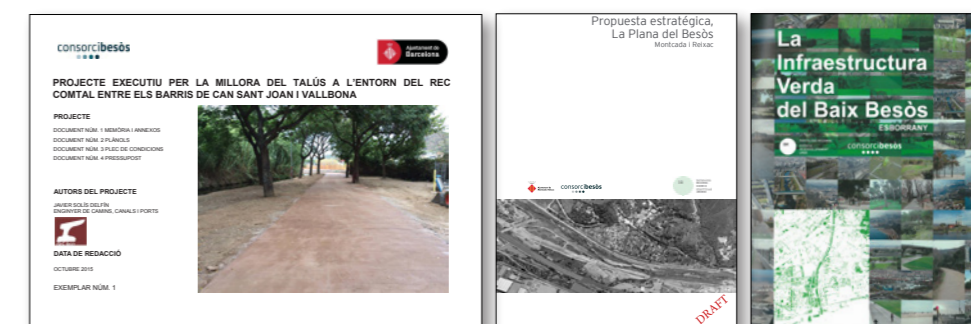 consorcibesòs
Ajuntament de
Barcelona
PROJECTE EXECUTIU PER LA MILLORA DEL TALÚS A L'ENTORN DEL REC
COMTAL ENTRE ELS BARRIS DE CAN SANT JOAN I VALLBONA
PROJECTE
DOCUMENT NÚM. 1 MEMÒRIA I ANNEXOS
DOCUMENT NÚM. 2 PLÀNOLS
DOCUMENT NÚM. 3 PLEC DE CONDICIONS
DOCUMENT NÚM. 4 PRESSUPOST
AUTORS DEL PROJECTE
JAVIER SOLÍS DELFÍN
ENGINYER DE CAMINS, CANALS I PORTS
DATA DE REDACCIÓ
OCTUBRE 2015
EXEMPLAR NÚM. 1
Propuesta estratégica,
La Plana del Besòs
Montcada i Reixac
consorcibesòs
DRAFT
La
Infraestructura
Verda
del Baix Besòs
ESBORRANY
consorcibesòs